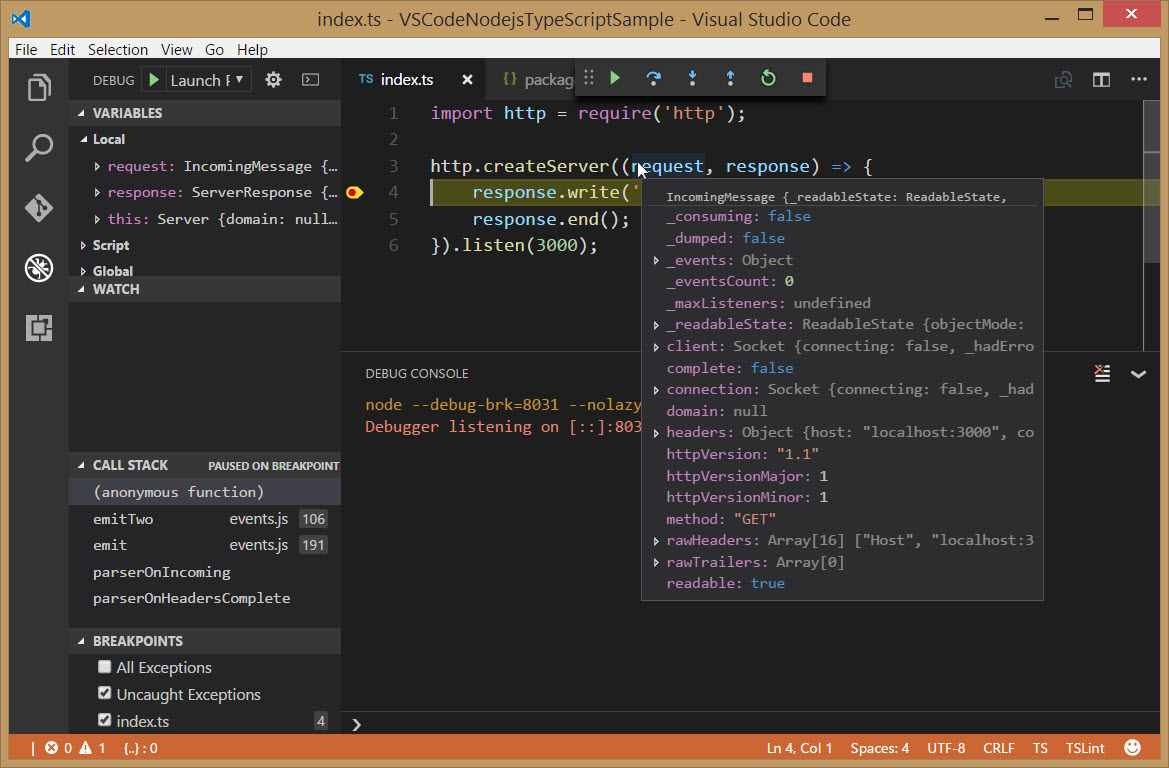 index.ts - VSCodeNodejsTypeScriptSample - Visual Studio Code
File Edit Selection View Go Help
DEBUG Launch F
TS index.ts × {} packag
VARIABLES
Local
request: IncomingMessage {…
response: ServerResponse {…
this: Server {domain: null…
Script
Global
WATCH
CALL STACK PAUSED ON BREAKPOINT
(anonymous function)
emitTwo events.js 106
emit events.js 191
parserOnIncoming
parserOnHeadersComplete
BREAKPOINTS
All Exceptions
Uncaught Exceptions
index.ts 4
1 import http = require('http');
2
3 http.createServer((request, response) => {
4 response.write('
5 response.end();
6 }).listen(3000);
IncomingMessage {_readableState: ReadableState,
_consuming: false
_dumped: false
_events: Object
_eventsCount: 0
_maxListeners: undefined
_readableState: ReadableState {objectMode:
client: Socket {connecting: false, _hadErro
complete: false
connection: Socket {connecting: false, _had
domain: null
headers: Object {host: "localhost:3000", co
httpVersion: "1.1"
httpVersionMajor: 1
httpVersionMinor: 1
method: "GET"
rawHeaders: Array[16] ["Host", "localhost:3
rawTrailers: Array[0]
readable: true
DEBUG CONSOLE
node --debug-brk=8031 --nolazy
Debugger listening on [::]:803
0 1 {..} : 0 Ln 4, Col 1 Spaces: 4 UTF-8 CRLF TS TSLint